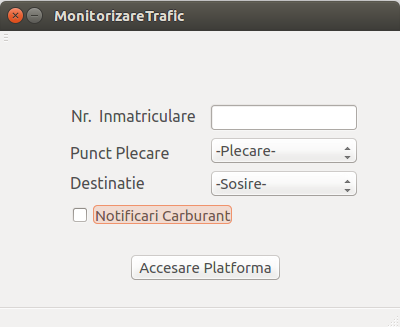 MonitorizareTrafic
Nr. Inmatriculare
Punct Plecare -Plecare-
Destinatie -Sosire-
Notificari Carburant
Accesare Platforma